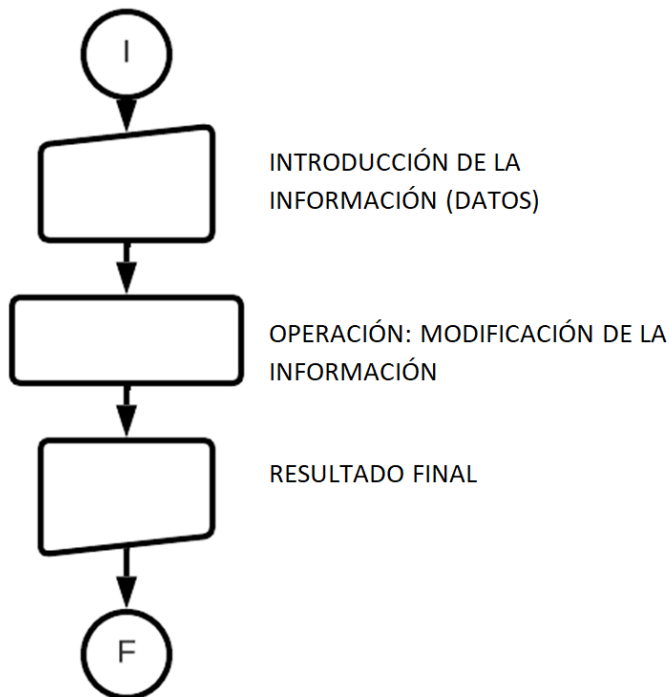 I
INTRODUCCIÓN DE LA
INFORMACIÓN (DATOS)
OPERACIÓN: MODIFICACIÓN DE LA
INFORMACIÓN
RESULTADO FINAL
F